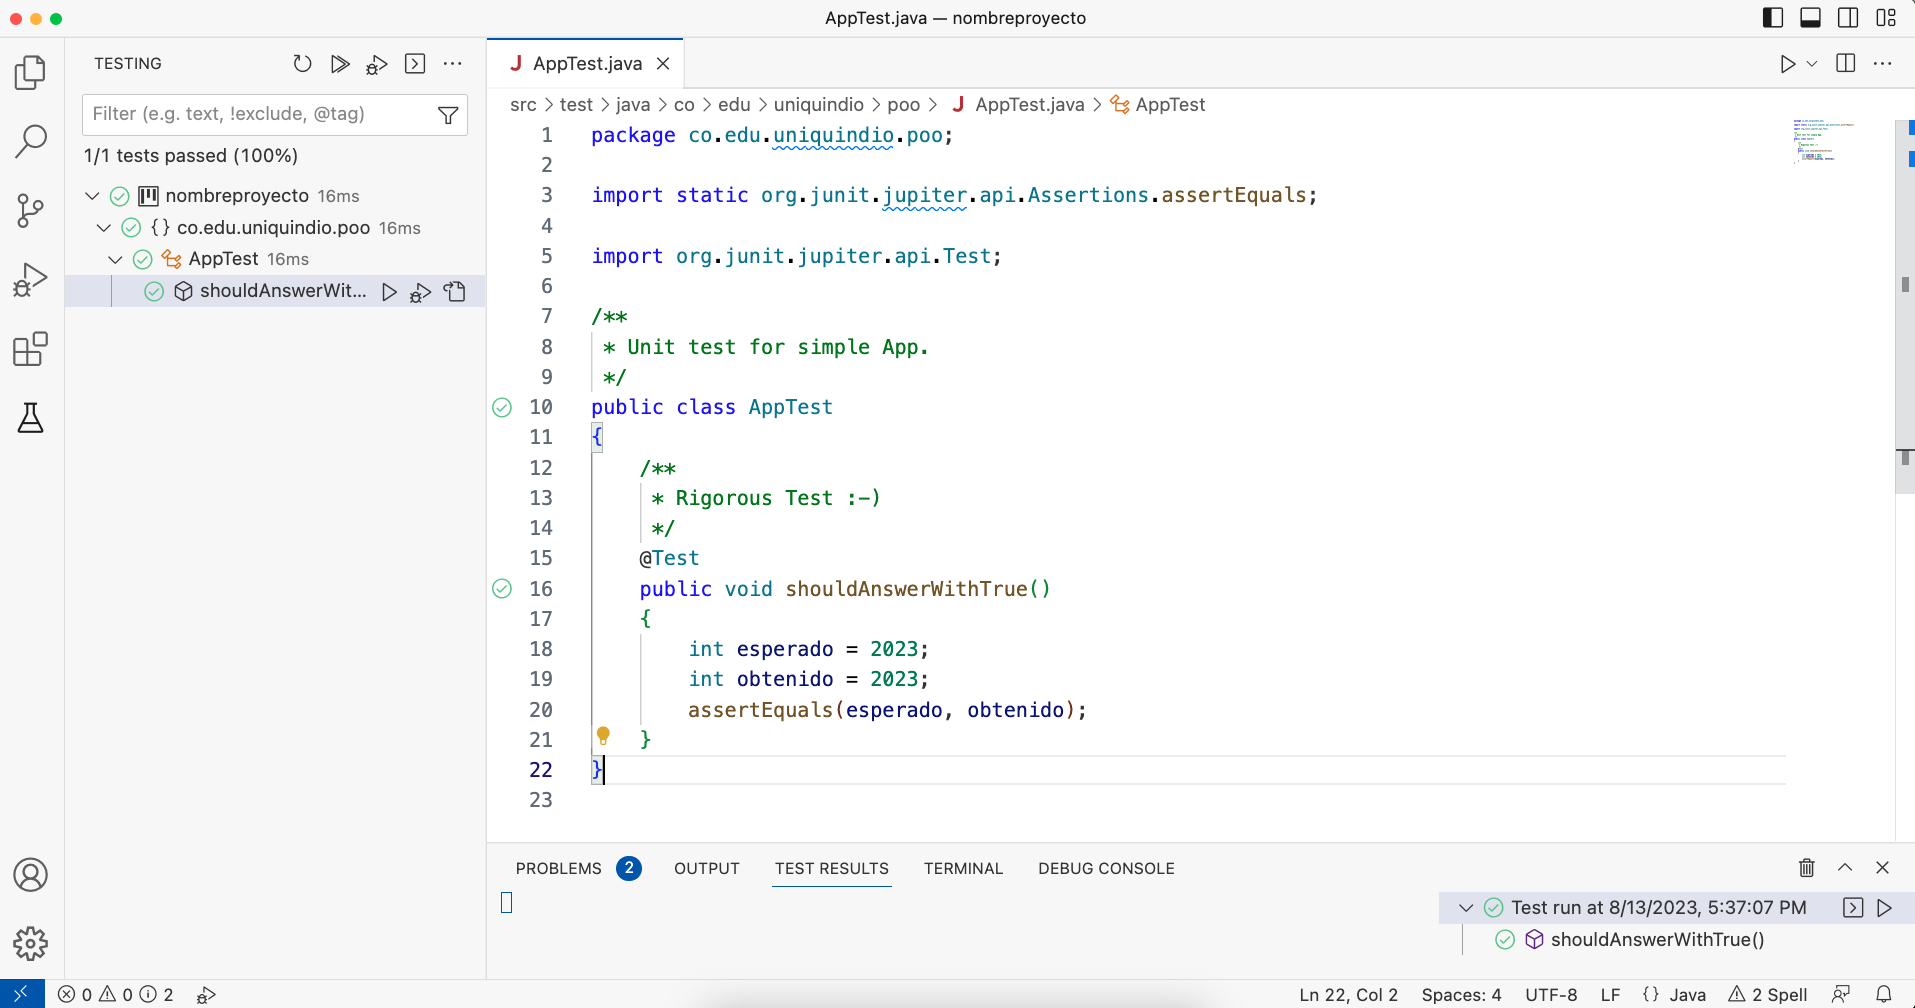 AppTest.java — nombreproyecto
TESTING
Filter (e.g. text, !exclude, @tag)
1/1 tests passed (100%)
nombreproyecto 16ms
{} co.edu.uniquindio.poo 16ms
AppTest 16ms
shouldAnswerWit...
J AppTest.java
src > test > java > co > edu > uniquindio > poo > J AppTest.java > AppTest
1 package co.edu.uniquindio.poo;
2
3 import static org.junit.jupiter.api.Assertions.assertEquals;
4
5 import org.junit.jupiter.api.Test;
6
7 /**
8 * Unit test for simple App.
9 */
10 public class AppTest
11 {
12 /**
13 * Rigorous Test :-)
14 */
15 @Test
16 public void shouldAnswerWithTrue()
17 {
18 int esperado = 2023;
19 int obtenido = 2023;
20 assertEquals(esperado, obtenido);
21 }
22 }
23
PROBLEMS 2 OUTPUT TEST RESULTS TERMINAL DEBUG CONSOLE
Test run at 8/13/2023, 5:37:07 PM
shouldAnswerWithTrue()
0 0 2 Ln 22, Col 2 Spaces: 4 UTF-8 LF {} Java 2 Spell